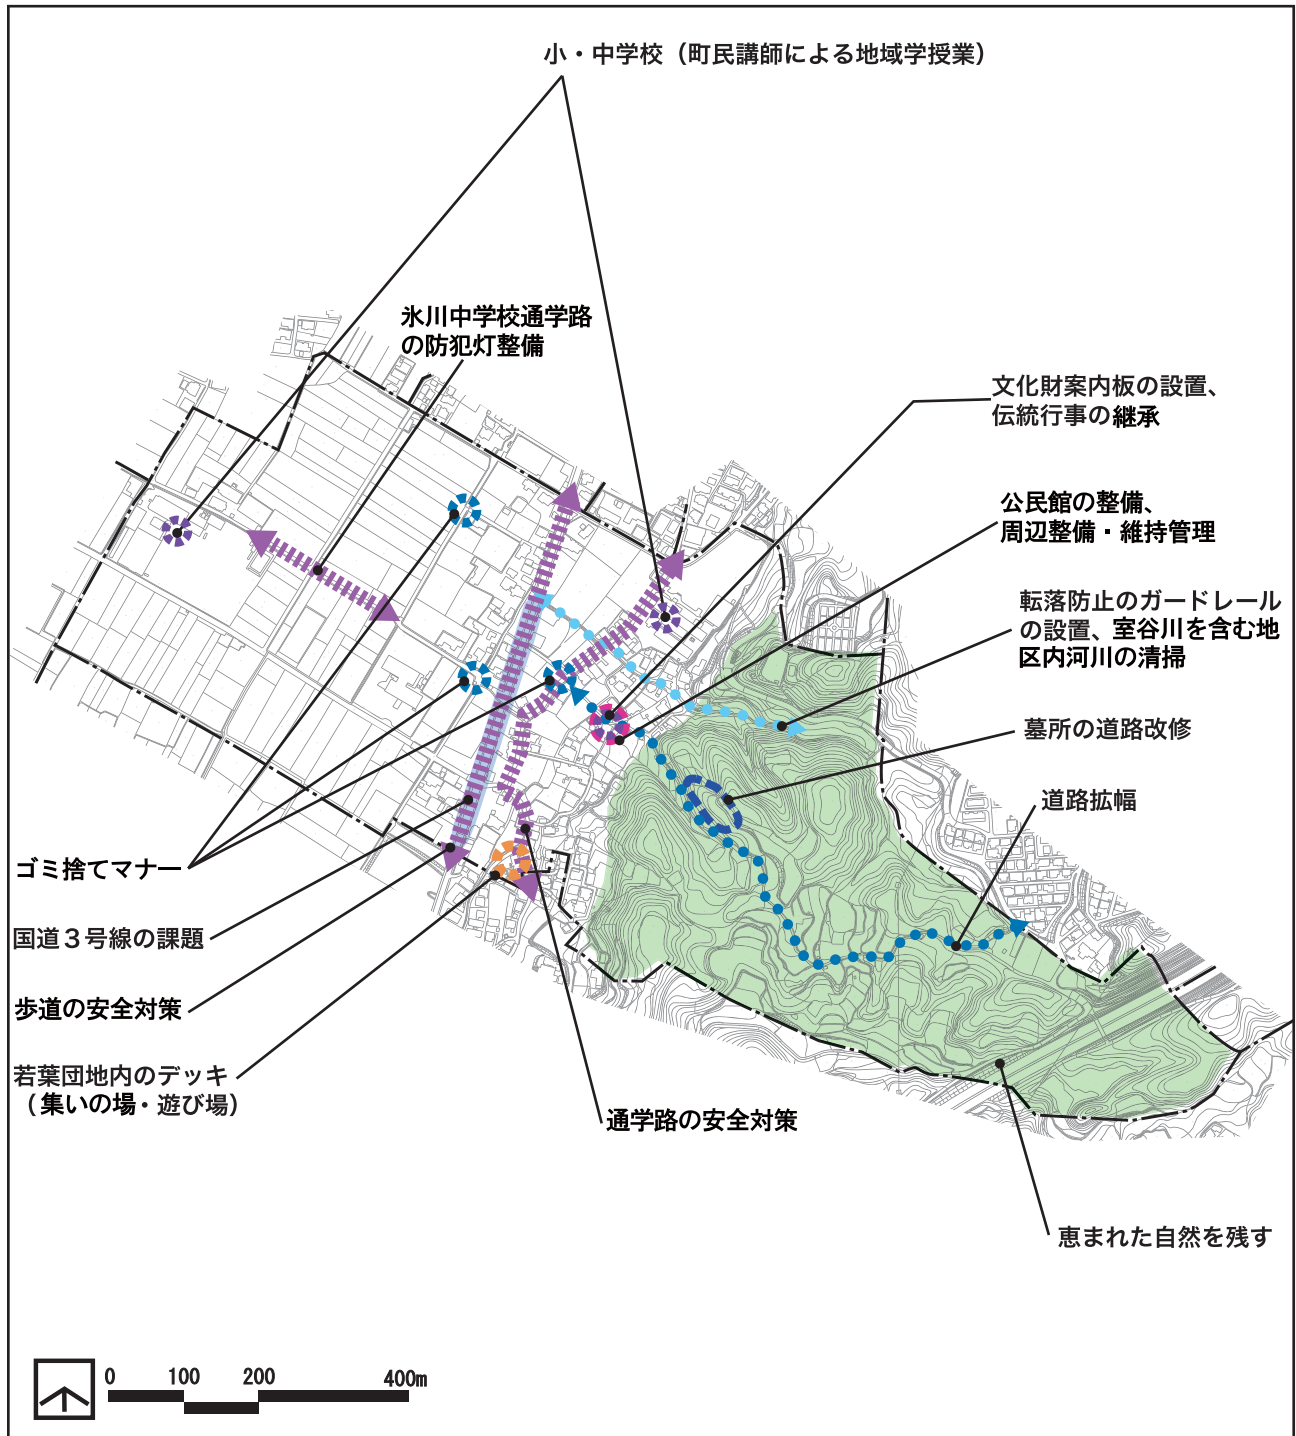 小・中学校（町民講師による地域学授業）
氷川中学校通学路
の防犯灯整備
文化財案内板の設置、
伝統行事の継承
公民館の整備、
周辺整備・維持管理
転落防止のガードレール
の設置、室谷川を含む地
区内河川の清掃
墓所の道路改修
道路拡幅
ゴミ捨てマナー
国道３号線の課題
歩道の安全対策
若葉団地内のデッキ
（集いの場・遊び場）
通学路の安全対策
恵まれた自然を残す
0 100 200 400m